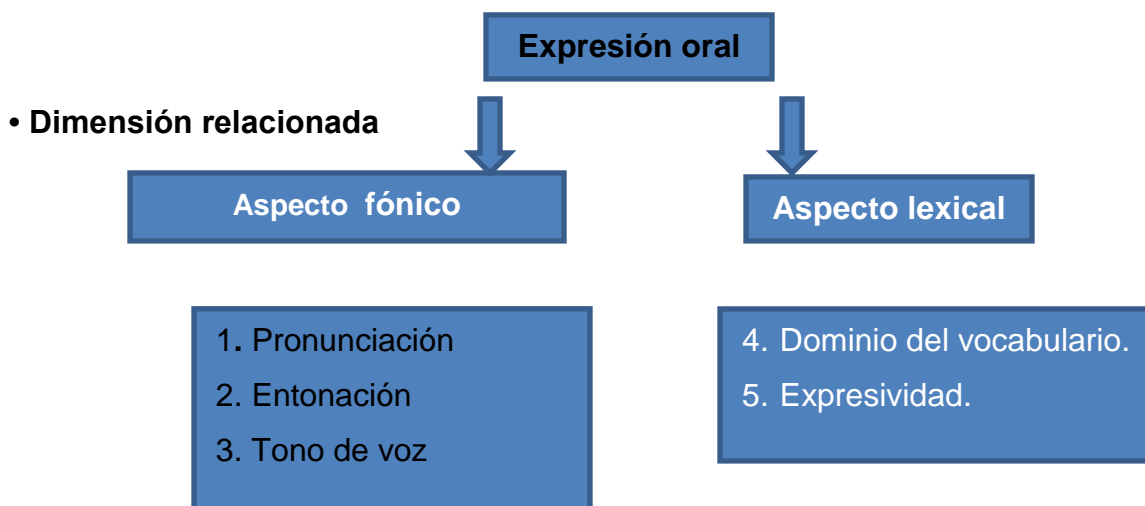 Expresión oral
• Dimensión relacionada
Aspecto fónico
Aspecto lexical
1. Pronunciación
2. Entonación
3. Tono de voz
4. Dominio del vocabulario.
5. Expresividad.